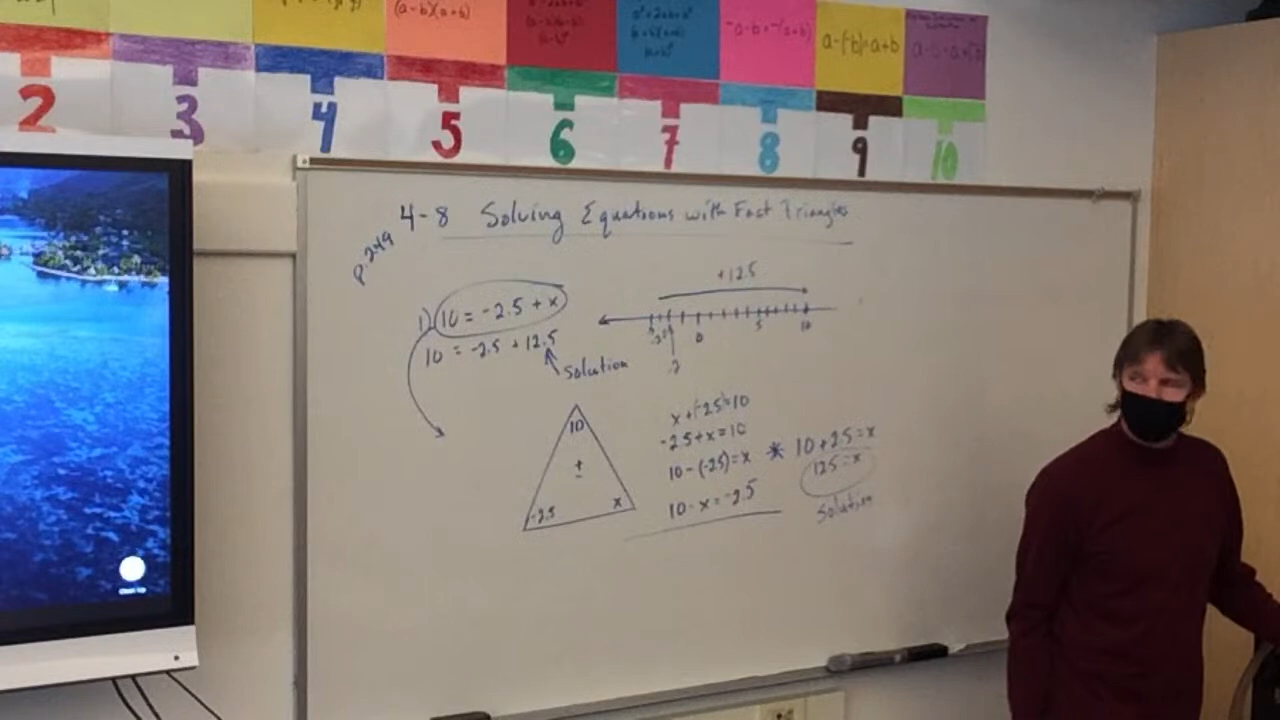 (a-b)(a+b)
-a-b=-(a+b)
a-(-b)=a+b
2 3 4 5 6 7 8 9 10
4-8 Solving Equations with Fact Triangles
p.249
1) 10 = -2.5 + x
10 = -2.5 + 12.5
Solution
+12.5
0 5 10
10
+
-
-2.5 x
x+(-2.5)=10
-2.5+x=10
10-(-2.5)=x
10-x=-2.5
* 10+2.5=x
12.5=x
Solution